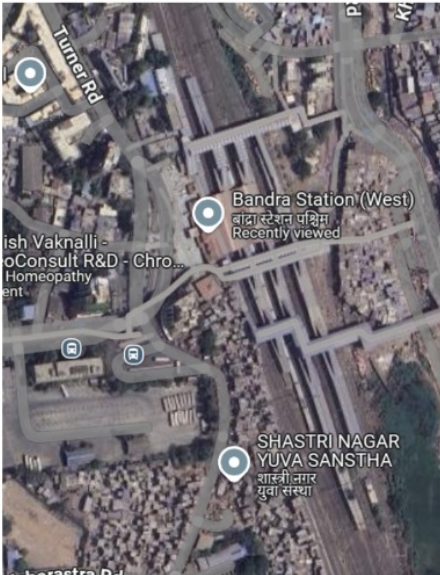 Turner Rd
Bandra Station (West)
बांद्रा स्टेशन पश्चिम
Recently viewed
ish Vaknalli -
eoConsult R&D - Chro...
Homeopathy
ent
SHASTRI NAGAR
YUVA SANSTHA
शास्त्री नगर
युवा संस्था